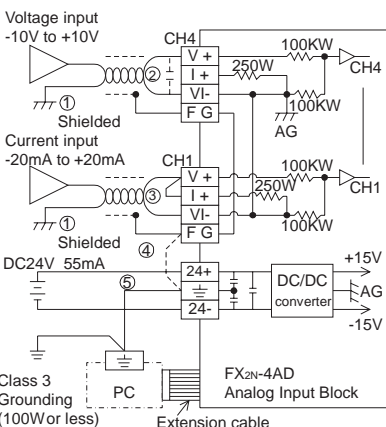 Voltage input
-10V to +10V
CH4
V +
I +
VI-
F G
100KW
250W
100KW
CH4
AG
②
①
Shielded
Current input
-20mA to +20mA
CH1
V +
I +
VI-
F G
100KW
250W
100KW
CH1
③
①
Shielded
④
DC24V 55mA
⑤
24+
24-
DC/DC
converter
+15V
AG
-15V
Class 3
Grounding
(100W or less)
PC
FX2N-4AD
Analog Input Block
Extension cable